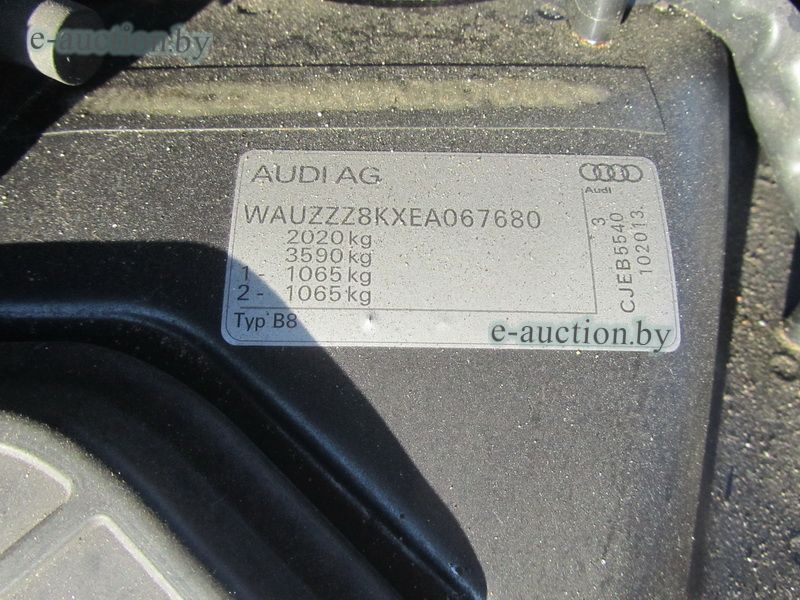 e-auction.by
AUDI AG
Audi
WAUZZZ8KXEA067680
2020 kg
3590 kg
1 - 1065 kg
2 - 1065 kg
Typ B8
3
CJEB5540
102013
e-auction.by